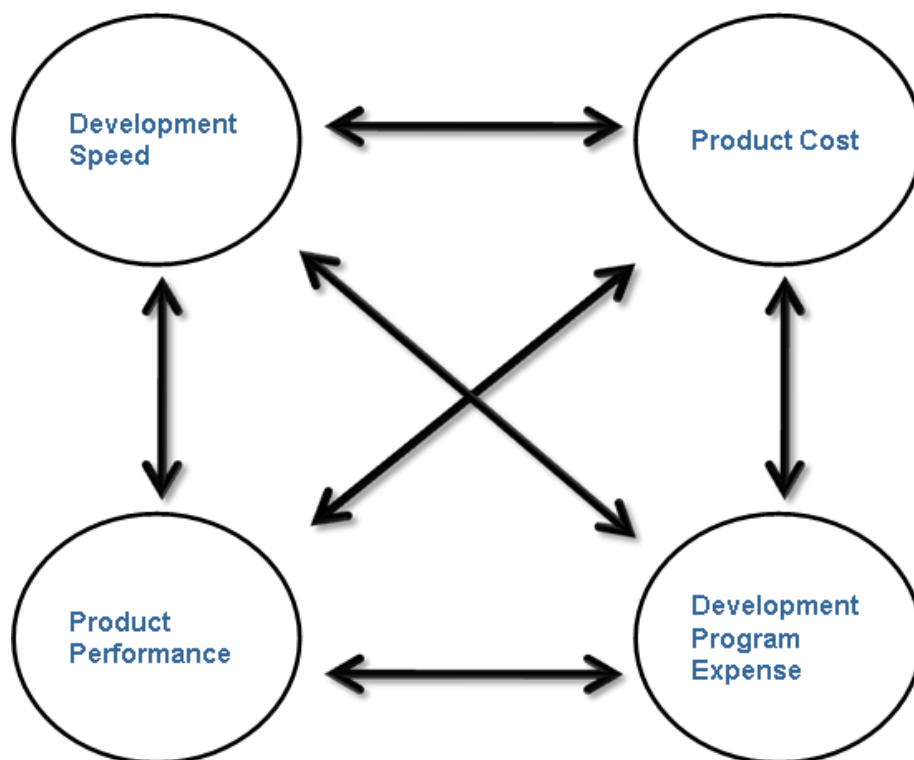 Development
Speed
Product Cost
Product
Performance
Development
Program
Expense